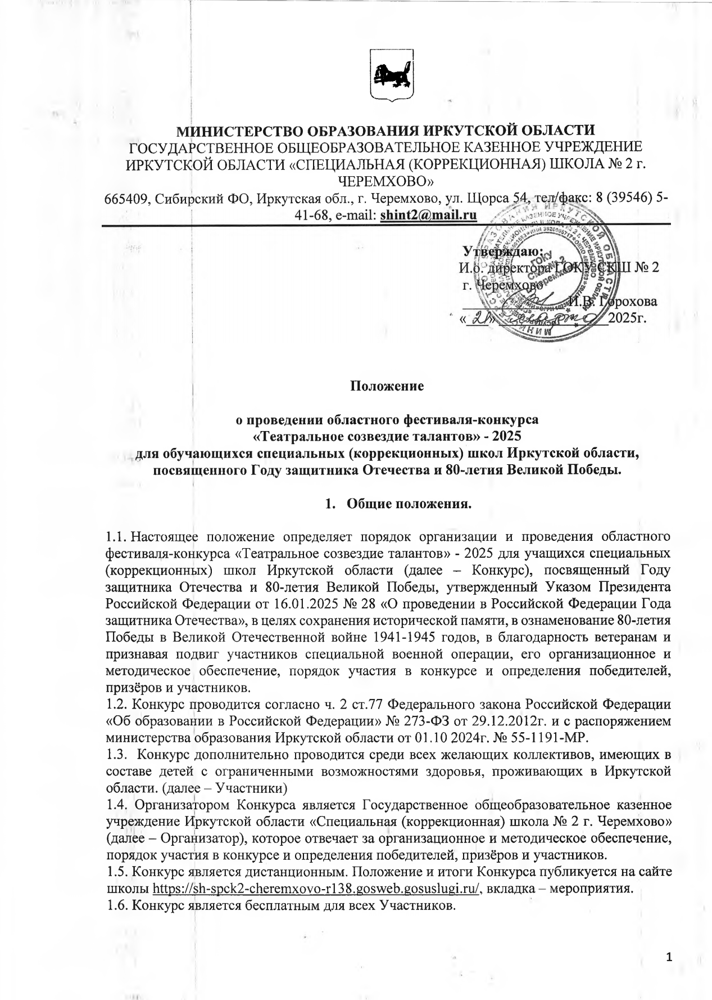 МИНИСТЕРСТВО ОБРАЗОВАНИЯ ИРКУТСКОЙ ОБЛАСТИ
ГОСУДАРСТВЕННОЕ ОБЩЕОБРАЗОВАТЕЛЬНОЕ КАЗЕННОЕ УЧРЕЖДЕНИЕ
ИРКУТСКОЙ ОБЛАСТИ «СПЕЦИАЛЬНАЯ (КОРРЕКЦИОННАЯ) ШКОЛА № 2 г.
ЧЕРЕМХОВО»
665409, Сибирский ФО, Иркутская обл., г. Черемхово, ул. Щорса 54, тел/факс: 8 (39546) 5-
41-68, e-mail: shint2@mail.ru
Утверждаю:
И.о. директора ГОКУ СКШ № 2
г. Черемхово
И.В. Горохова
«21» марта 2025г.
Положение
о проведении областного фестиваля-конкурса
«Театральное созвездие талантов» - 2025
для обучающихся специальных (коррекционных) школ Иркутской области,
посвященного Году защитника Отечества и 80-летия Великой Победы.
1. Общие положения.
1.1. Настоящее положение определяет порядок организации и проведения областного
фестиваля-конкурса «Театральное созвездие талантов» - 2025 для учащихся специальных
(коррекционных) школ Иркутской области (далее – Конкурс), посвященный Году
защитника Отечества и 80-летия Великой Победы, утвержденный Указом Президента
Российской Федерации от 16.01.2025 № 28 «О проведении в Российской Федерации Года
защитника Отечества», в целях сохранения исторической памяти, в ознаменование 80-летия
Победы в Великой Отечественной войне 1941-1945 годов, в благодарность ветеранам и
признавая подвиг участников специальной военной операции, его организационное и
методическое обеспечение, порядок участия в конкурсе и определения победителей,
призёров и участников.
1.2. Конкурс проводится согласно ч. 2 ст.77 Федерального закона Российской Федерации
«Об образовании в Российской Федерации» № 273-ФЗ от 29.12.2012г. и с распоряжением
министерства образования Иркутской области от 01.10 2024г. № 55-1191-МР.
1.3. Конкурс дополнительно проводится среди всех желающих коллективов, имеющих в
составе детей с ограниченными возможностями здоровья, проживающих в Иркутской
области. (далее – Участники)
1.4. Организатором Конкурса является Государственное общеобразовательное казенное
учреждение Иркутской области «Специальная (коррекционная) школа № 2 г. Черемхово»
(далее – Организатор), которое отвечает за организационное и методическое обеспечение,
порядок участия в конкурсе и определения победителей, призёров и участников.
1.5. Конкурс является дистанционным. Положение и итоги Конкурса публикуется на сайте
школы https://sh-spck2-cheremxovo-r138.gosweb.gosuslugi.ru/, вкладка – мероприятия.
1.6. Конкурс является бесплатным для всех Участников.
1